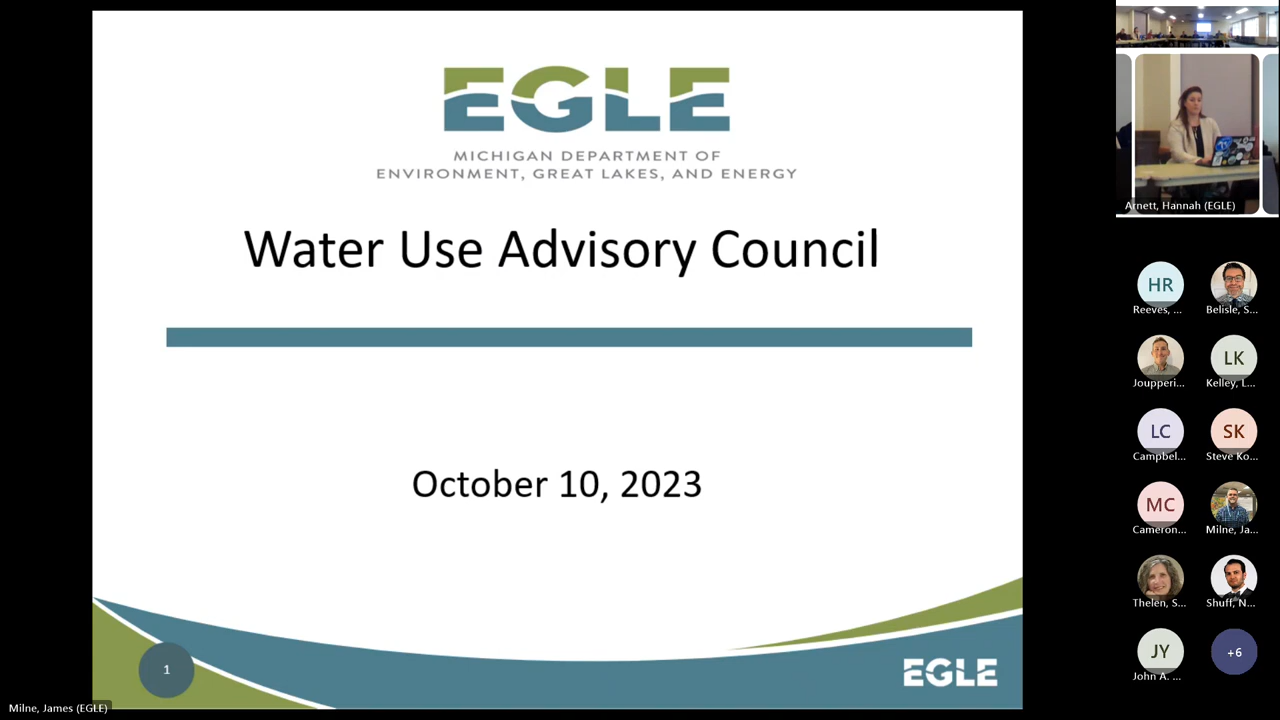 EGLE
MICHIGAN DEPARTMENT OF
ENVIRONMENT, GREAT LAKES, AND ENERGY
Water Use Advisory Council
October 10, 2023
1
EGLE
Milne, James (EGLE)
Arnett, Hannah (EGLE)
HR
Reeves, ...
Belisle, S...
Joupperi...
LK
Kelley, L...
LC
Campbel...
SK
Steve Ko...
MC
Cameron...
Milne, Ja...
Thelen, S...
Shuff, N...
JY
John A. ...
+6